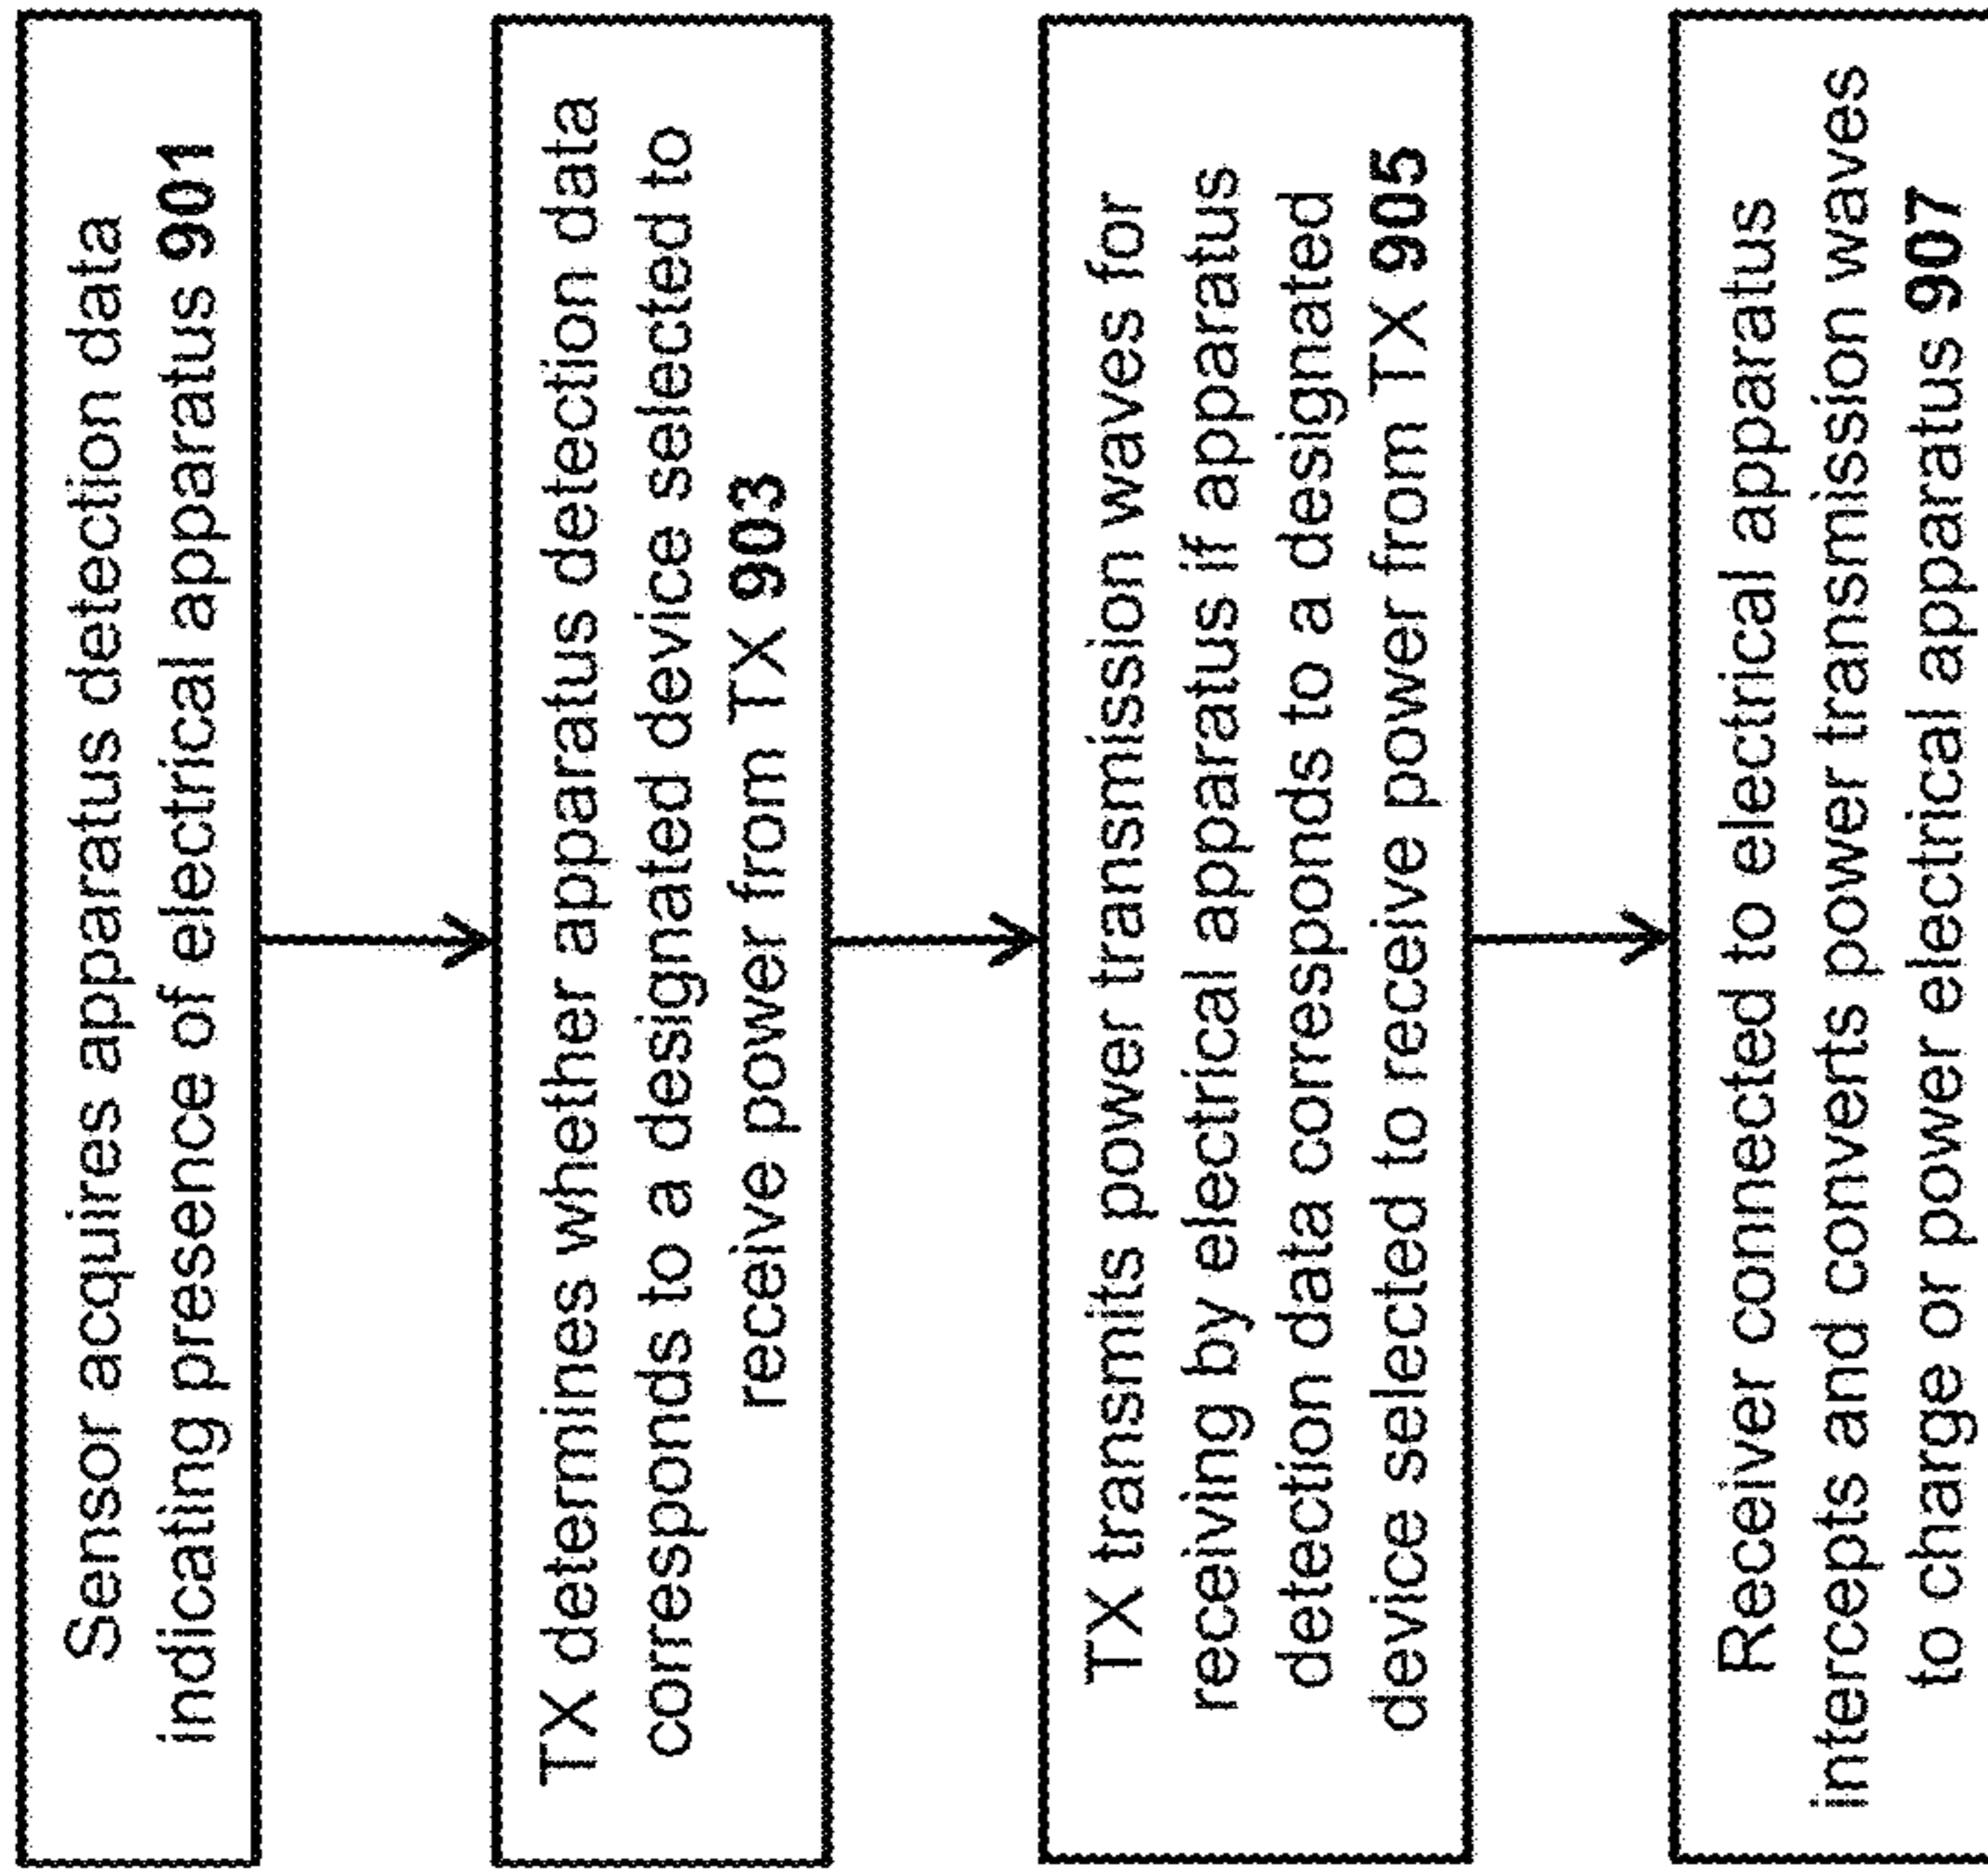 Sensor acquires apparatus detection data
indicating presence of electrical apparatus 901
TX determines whether apparatus detection data
corresponds to a designated device selected to
receive power from TX 903
TX transmits power transmission waves for
receiving by electrical apparatus if apparatus
detection data corresponds to a designated
device selected to receive power from TX 905
Receiver connected to electrical apparatus
intercepts and converts power transmission waves
to charge or power electrical apparatus 907